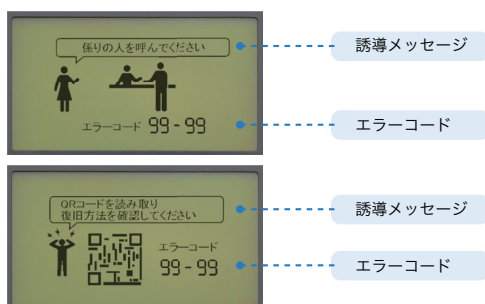 係りの人を呼んでください
誘導メッセージ
エラーコード 99-99
エラーコード
QRコードを読み取り
復旧方法を確認してください
誘導メッセージ
エラーコード
99-99
エラーコード